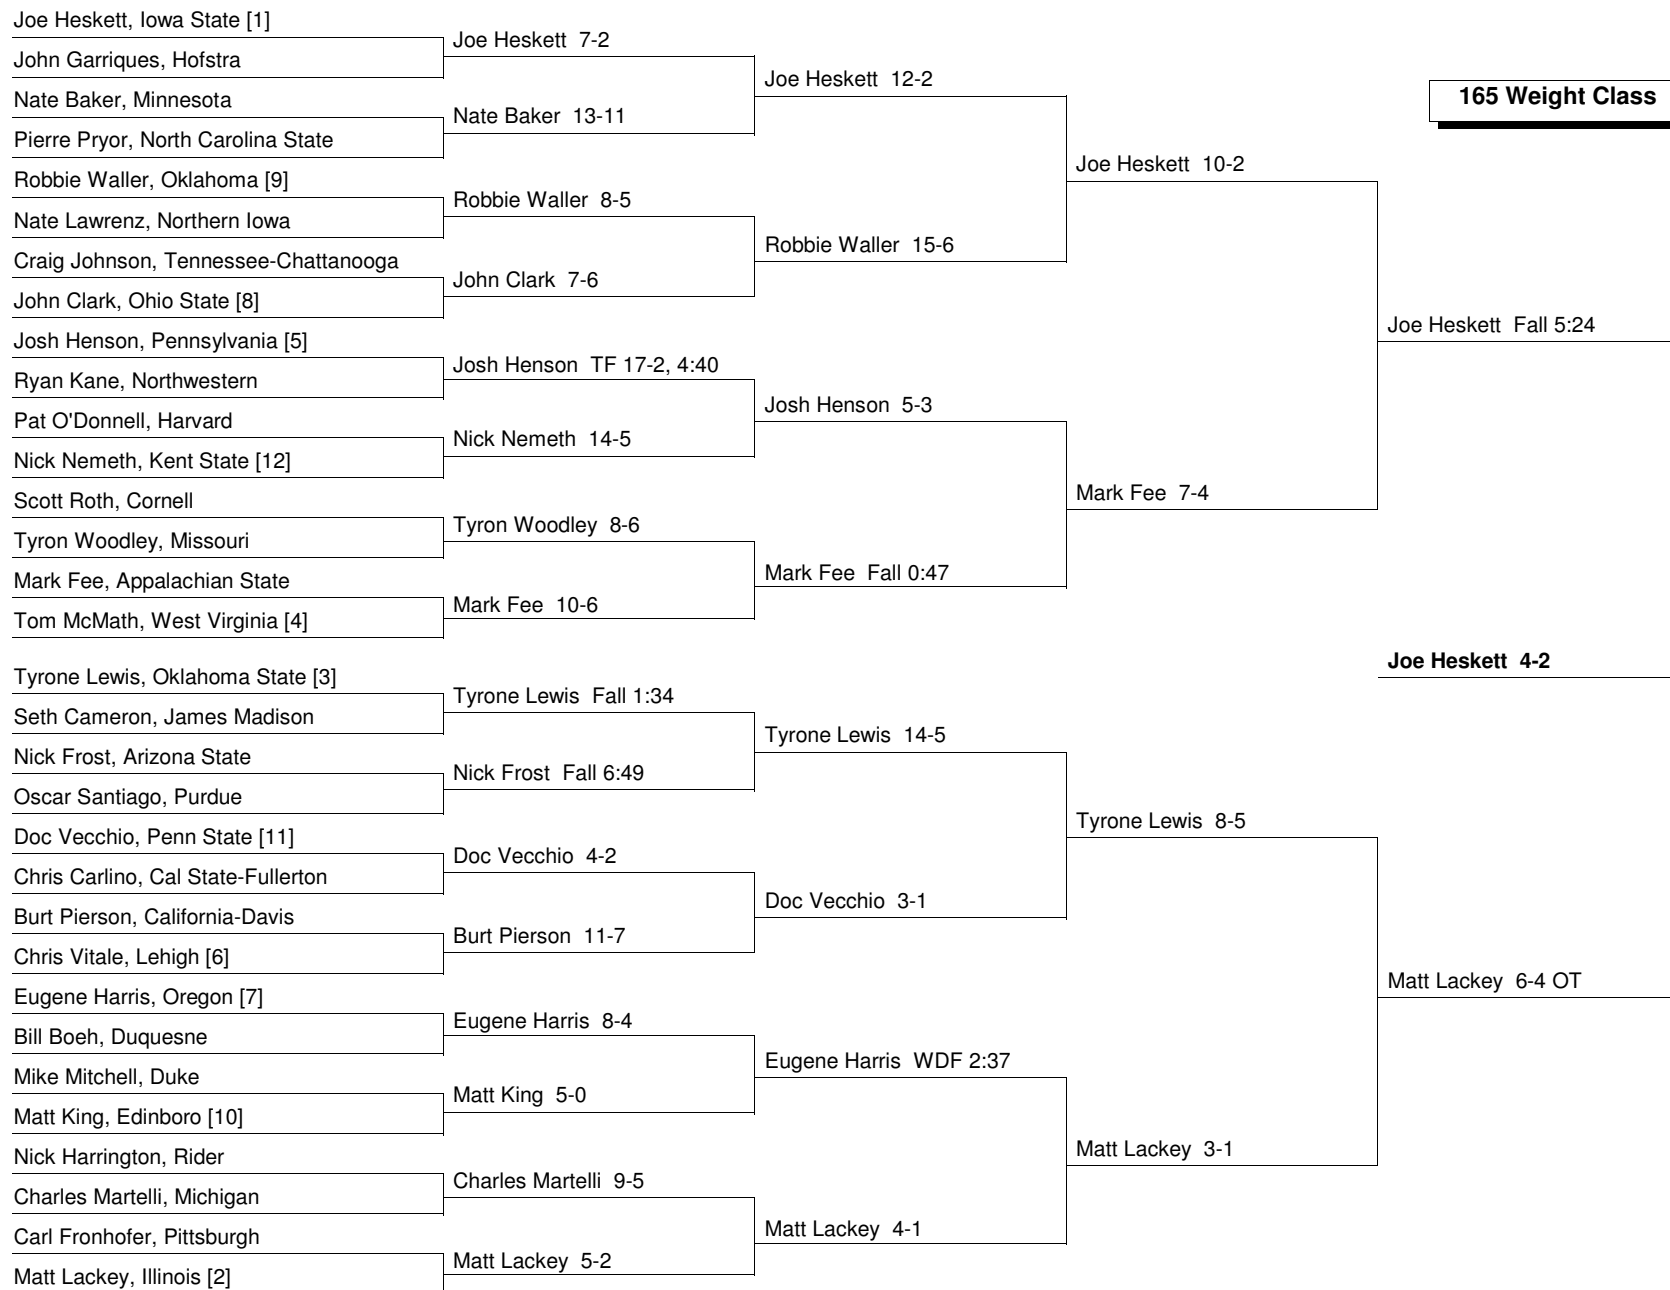 Joe Heskett, Iowa State [1]
John Garriques, Hofstra
Nate Baker, Minnesota
Pierre Pryor, North Carolina State
Robbie Waller, Oklahoma [9]
Nate Lawrenz, Northern Iowa
Craig Johnson, Tennessee-Chattanooga
John Clark, Ohio State [8]
Josh Henson, Pennsylvania [5]
Ryan Kane, Northwestern
Pat O'Donnell, Harvard
Nick Nemeth, Kent State [12]
Scott Roth, Cornell
Tyron Woodley, Missouri
Mark Fee, Appalachian State
Tom McMath, West Virginia [4]
Tyrone Lewis, Oklahoma State [3]
Seth Cameron, James Madison
Nick Frost, Arizona State
Oscar Santiago, Purdue
Doc Vecchio, Penn State [11]
Chris Carlino, Cal State-Fullerton
Burt Pierson, California-Davis
Chris Vitale, Lehigh [6]
Eugene Harris, Oregon [7]
Bill Boeh, Duquesne
Mike Mitchell, Duke
Matt King, Edinboro [10]
Nick Harrington, Rider
Charles Martelli, Michigan
Carl Fronhofer, Pittsburgh
Matt Lackey, Illinois [2]
Joe Heskett 7-2
Nate Baker 13-11
Robbie Waller 8-5
John Clark 7-6
Josh Henson TF 17-2, 4:40
Nick Nemeth 14-5
Tyron Woodley 8-6
Mark Fee 10-6
Tyrone Lewis Fall 1:34
Nick Frost Fall 6:49
Doc Vecchio 4-2
Burt Pierson 11-7
Eugene Harris 8-4
Matt King 5-0
Charles Martelli 9-5
Matt Lackey 5-2
Joe Heskett 12-2
Robbie Waller 15-6
Josh Henson 5-3
Mark Fee Fall 0:47
Tyrone Lewis 14-5
Doc Vecchio 3-1
Eugene Harris WDF 2:37
Matt Lackey 4-1
Joe Heskett 10-2
Mark Fee 7-4
Tyrone Lewis 8-5
Matt Lackey 3-1
165 Weight Class
Joe Heskett Fall 5:24
Joe Heskett 4-2
Matt Lackey 6-4 OT